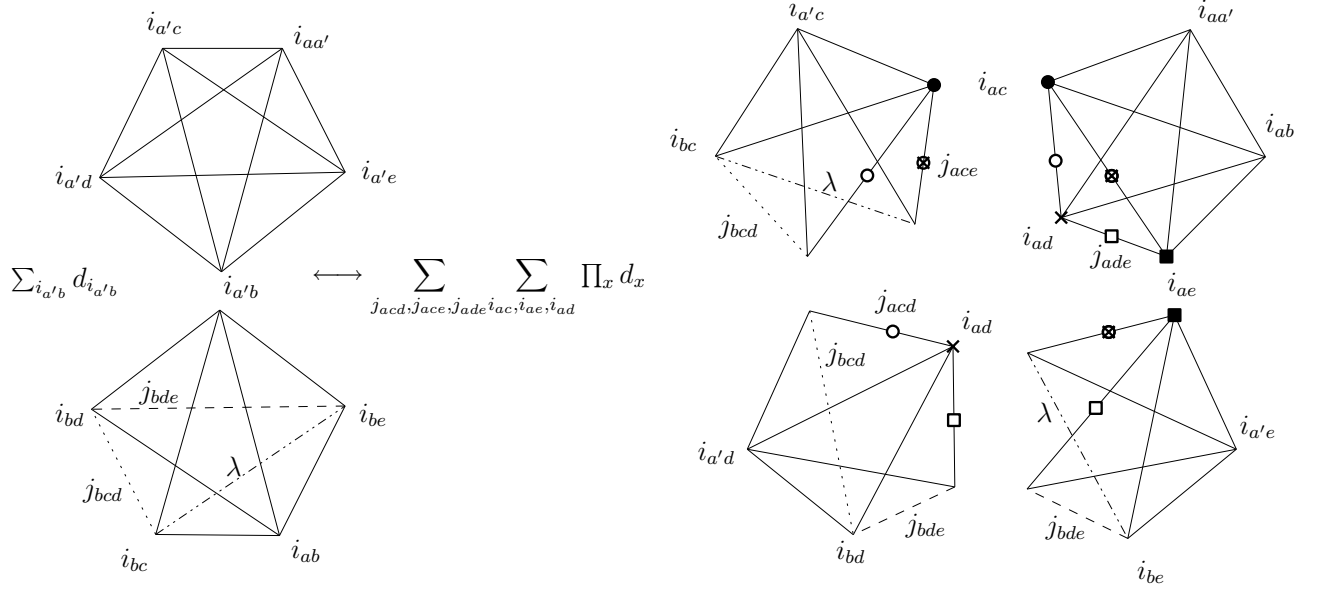 i_{a'c}
i_{aa'}
i_{a'd}
i_{a'e}
i_{a'b}
\sum_{i_{a'b}} d_{i_{a'b}}
⟷
\sum_{j_{acd},j_{ace},j_{ade}} \sum_{i_{ac},i_{ae},i_{ad}} \prod_x d_x
j_{bde}
i_{bd}
i_{be}
λ
j_{bcd}
i_{bc}
i_{ab}
i_{a'c}
i_{bc}
λ
j_{ace}
j_{bcd}
i_{aa'}
i_{ac}
i_{ab}
i_{ad}
j_{ade}
i_{ae}
j_{acd}
i_{ad}
j_{bcd}
i_{a'd}
j_{bde}
i_{bd}
λ
i_{a'e}
j_{bde}
i_{be}